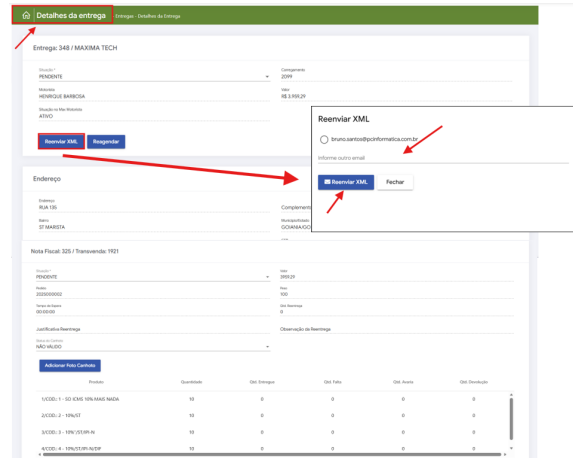 Detalhes da entrega Entregas - Detalhes da Entrega
Entrega: 348 / MAXIMA TECH
Situação *
PENDENTE
Carregamento
2099
Motorista
HENRIQUE BARBOSA
Valor
R$ 3.959,29
Situação no Max Motorista
ATIVO
Reenviar XML Reagendar
Reenviar XML
bruno.santos@pcinformatica.com.br
Informe outro email
Reenviar XML Fechar
Endereço
Endereço
RUA 135
Complemento
Bairro
ST MARISTA
Município/Estado
GOIANIA/GO
Nota Fiscal: 325 / Transvenda: 1921
Situação *
PENDENTE
Valor
3959.29
Pedido
2025000002
Peso
100
Tempo de Espera
00:00:00
Qtd. Reentrega
0
Justificativa Reentrega
Observação da Reentrega
Status do Canhoto
NÃO VALIDO
Adicionar Foto Canhoto
Produto Quantidade Qtd. Entregue Qtd. Falta Qtd. Avaria Qtd. Devolução
1/COD.: 1 - SO ICMS 10% MAIS NADA 10 0 0 0 0
2/COD.: 2 - 10%/ST 10 0 0 0 0
3/COD.: 3 - 10%'/ST/IPI-N 10 0 0 0 0
4/COD.: 4 - 10%/ST/IPI-N/DIF 10 0 0 0 0